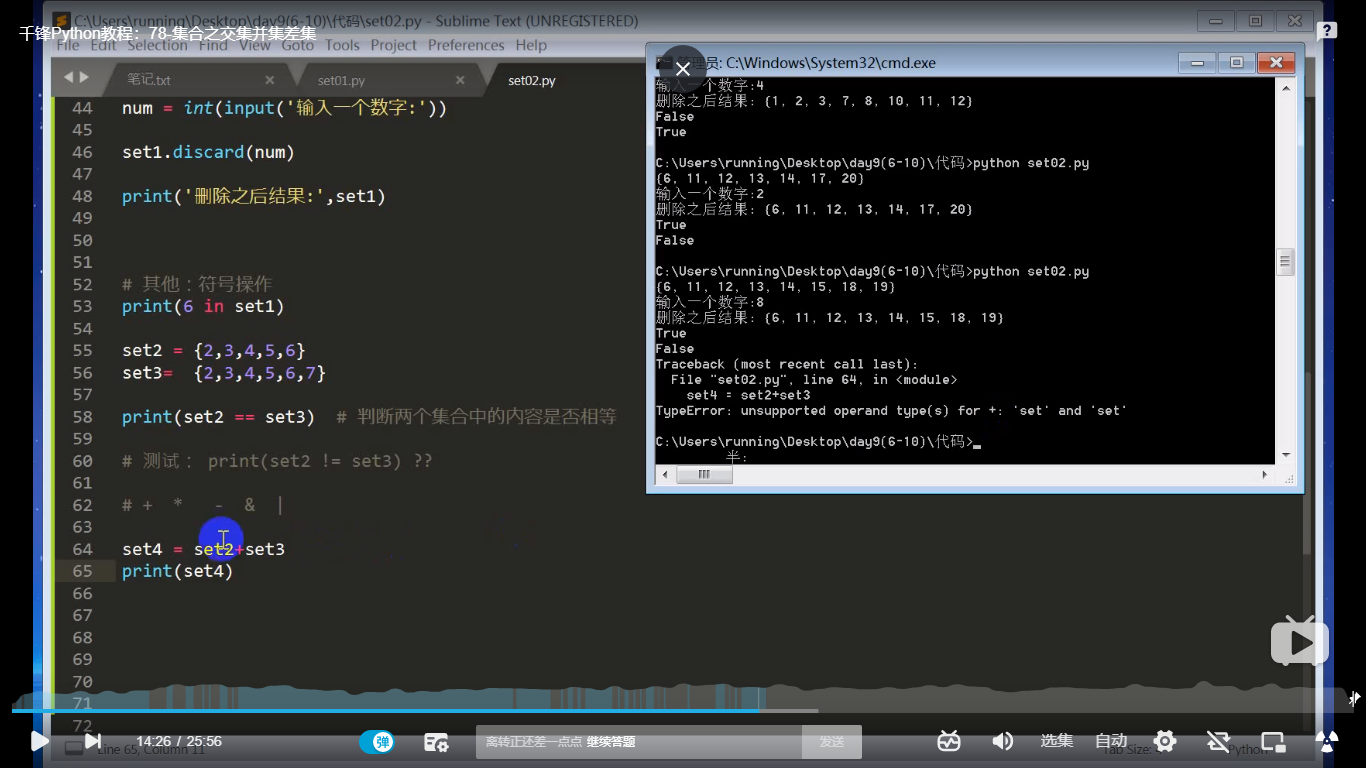 C:\Users\running\Desktop\day9(6-10)\代码\set02.py - Sublime Text (UNREGISTERED)
千锋Python教程：78-集合之交集并集差集
File Edit Selection Find View Goto Tools Project Preferences Help
笔记.txt
set01.py
set02.py
44 num = int(input('输入一个数字:'))
45
46 set1.discard(num)
47
48 print('删除之后结果:',set1)
49
50
51
52 # 其他：符号操作
53 print(6 in set1)
54
55 set2 = {2,3,4,5,6}
56 set3= {2,3,4,5,6,7}
57
58 print(set2 == set3) # 判断两个集合中的内容是否相等
59
60 # 测试： print(set2 != set3) ??
61
62 # + * - & |
63
64 set4 = set2+set3
65 print(set4)
66
67
68
69
70
71
72
管理员: C:\Windows\System32\cmd.exe
输入一个数字:4
删除之后结果: {1, 2, 3, 7, 8, 10, 11, 12}
False
True
C:\Users\running\Desktop\day9(6-10)\代码>python set02.py
{6, 11, 12, 13, 14, 17, 20}
输入一个数字:2
删除之后结果: {6, 11, 12, 13, 14, 17, 20}
True
False
C:\Users\running\Desktop\day9(6-10)\代码>python set02.py
{6, 11, 12, 13, 14, 15, 18, 19}
输入一个数字:8
删除之后结果: {6, 11, 12, 13, 14, 15, 18, 19}
True
False
Traceback (most recent call last):
File "set02.py", line 64, in <module>
set4 = set2+set3
TypeError: unsupported operand type(s) for +: 'set' and 'set'
C:\Users\running\Desktop\day9(6-10)\代码>
半:
14:26 / 25:56
弹
离转正还差一点点 继续答题
发送
选集
自动
Line 65, Column 11
Tab Size: 4
Python